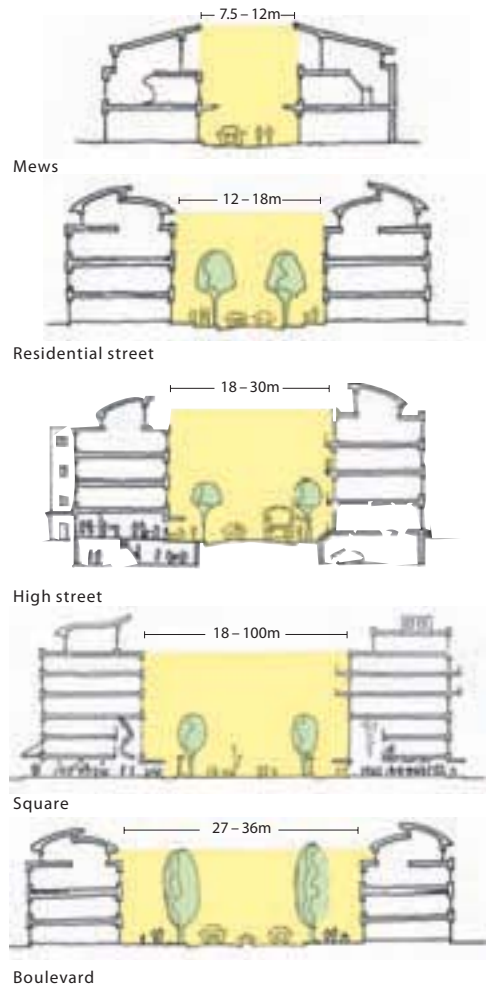 7.5 – 12m
Mews
12 – 18m
Residential street
18 – 30m
High street
18 – 100m
Square
27 – 36m
Boulevard